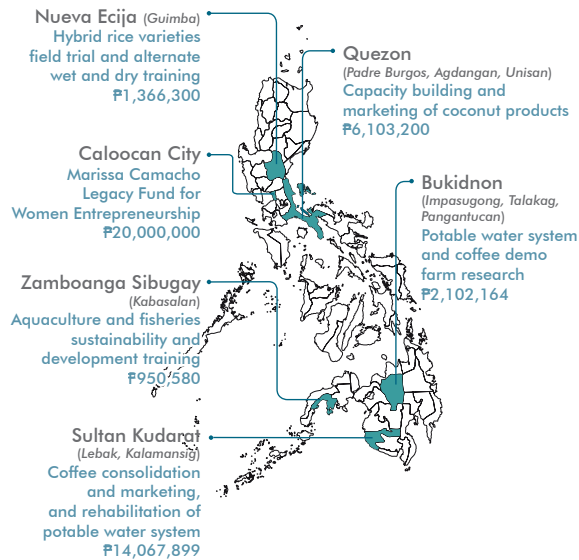 Nueva Ecija (Guimba)
Hybrid rice varieties
field trial and alternate
wet and dry training
₱1,366,300
Quezon
(Padre Burgos, Agdangan, Unisan)
Capacity building and
marketing of coconut products
₱6,103,200
Caloocan City
Marissa Camacho
Legacy Fund for
Women Entrepreneurship
₱20,000,000
Bukidnon
(Impasugong, Talakag,
Pangantucan)
Potable water system
and coffee demo
farm research
₱2,102,164
Zamboanga Sibugay
(Kabasalan)
Aquaculture and fisheries
sustainability and
development training
₱950,580
Sultan Kudarat
(Lebak, Kalamansig)
Coffee consolidation
and marketing,
and rehabilitation of
potable water system
₱14,067,899